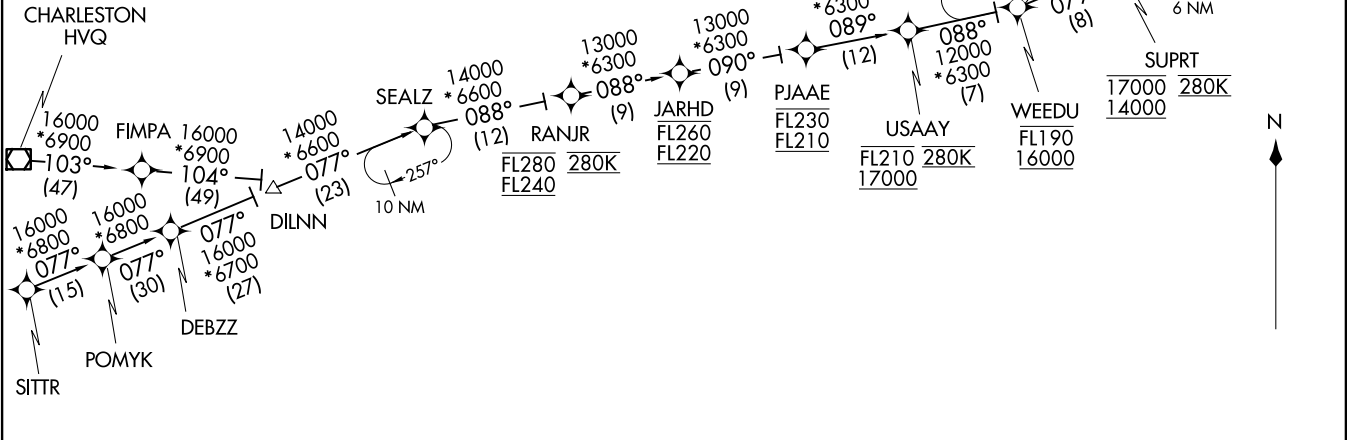 CHARLESTON
HVQ
16000
*6900
103°
(47)
FIMPA
16000
*6900
104°
(49)
16000
*6800
077°
(15)
SITTR
16000
*6800
077°
(30)
POMYK
DEBZZ
077°
16000
*6700
(27)
DILNN
14000
*6600
077°
(23)
257°
10 NM
SEALZ
14000
*6600
088°
(12)
RANJR
FL280 280K
FL240
13000
*6300
088°
(9)
JARHD
FL260
FL220
13000
*6300
090°
(9)
PJAAE
FL230
FL210
*6300
089°
(12)
USAAY
FL210 280K
17000
088°
12000
*6300
(7)
WEEDU
FL190
16000
(8)
6 NM
SUPRT
17000 280K
14000
N